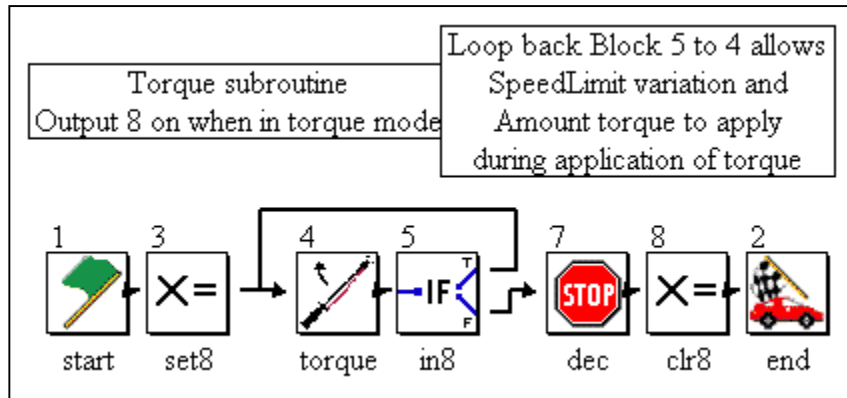 Torque subroutine
Output 8 on when in torque mode
Loop back Block 5 to 4 allows
SpeedLimit variation and
Amount torque to apply
during application of torque
1 3 4 5 7 8 2
X= IF T F STOP X=
start set8 torque in8 dec clr8 end